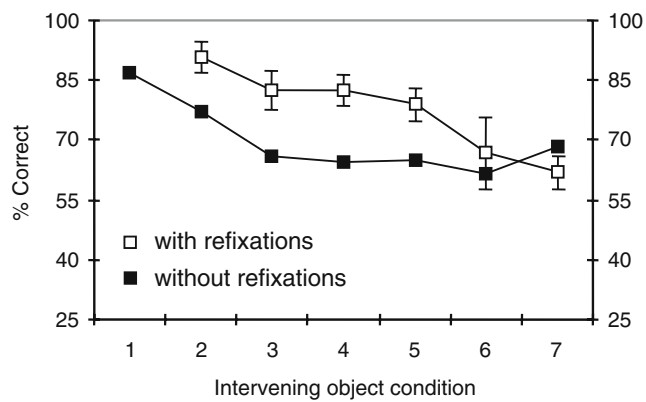 100 100
85 85
70 70
55 55
40 40
25 25
% Correct
with refixations
without refixations
1 2 3 4 5 6 7
Intervening object condition